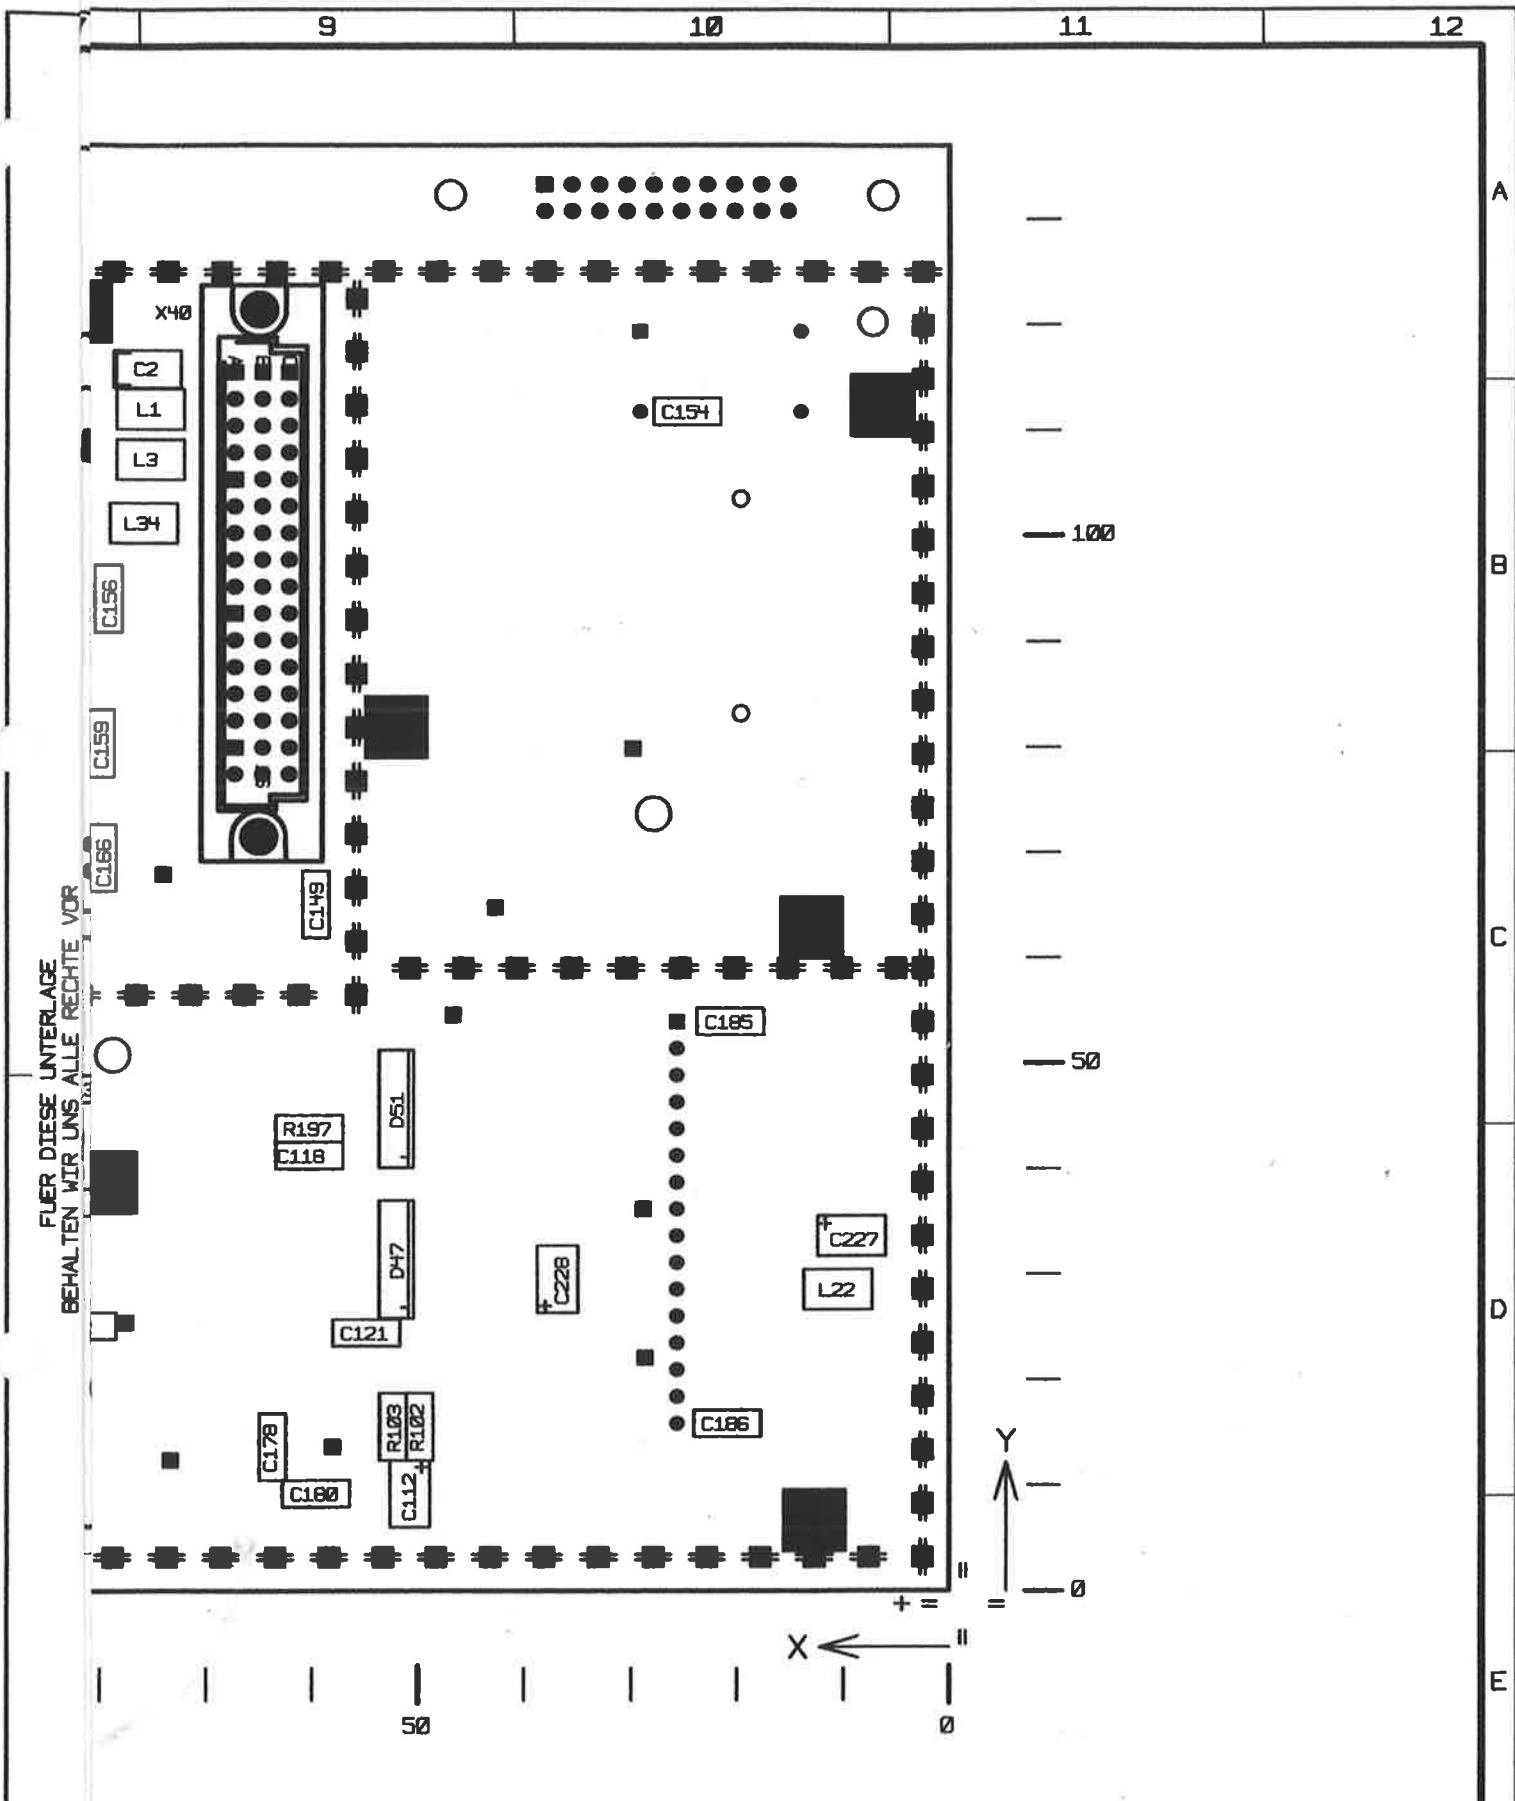 9 10 11 12
A
X40
C2
L1
C154
L3
L34
100
B
C156
C159
C166
C149
C
FUER DIESE UNTERLAGE
BEHALTEN WIR UNS ALLE RECHTE VOR
C185
50
D51
R197
C118
C227
D47
C228
L22
D
C121
R103
R102
C186
C178
Y
C180
C112
+ = = 0
X
E
50 0